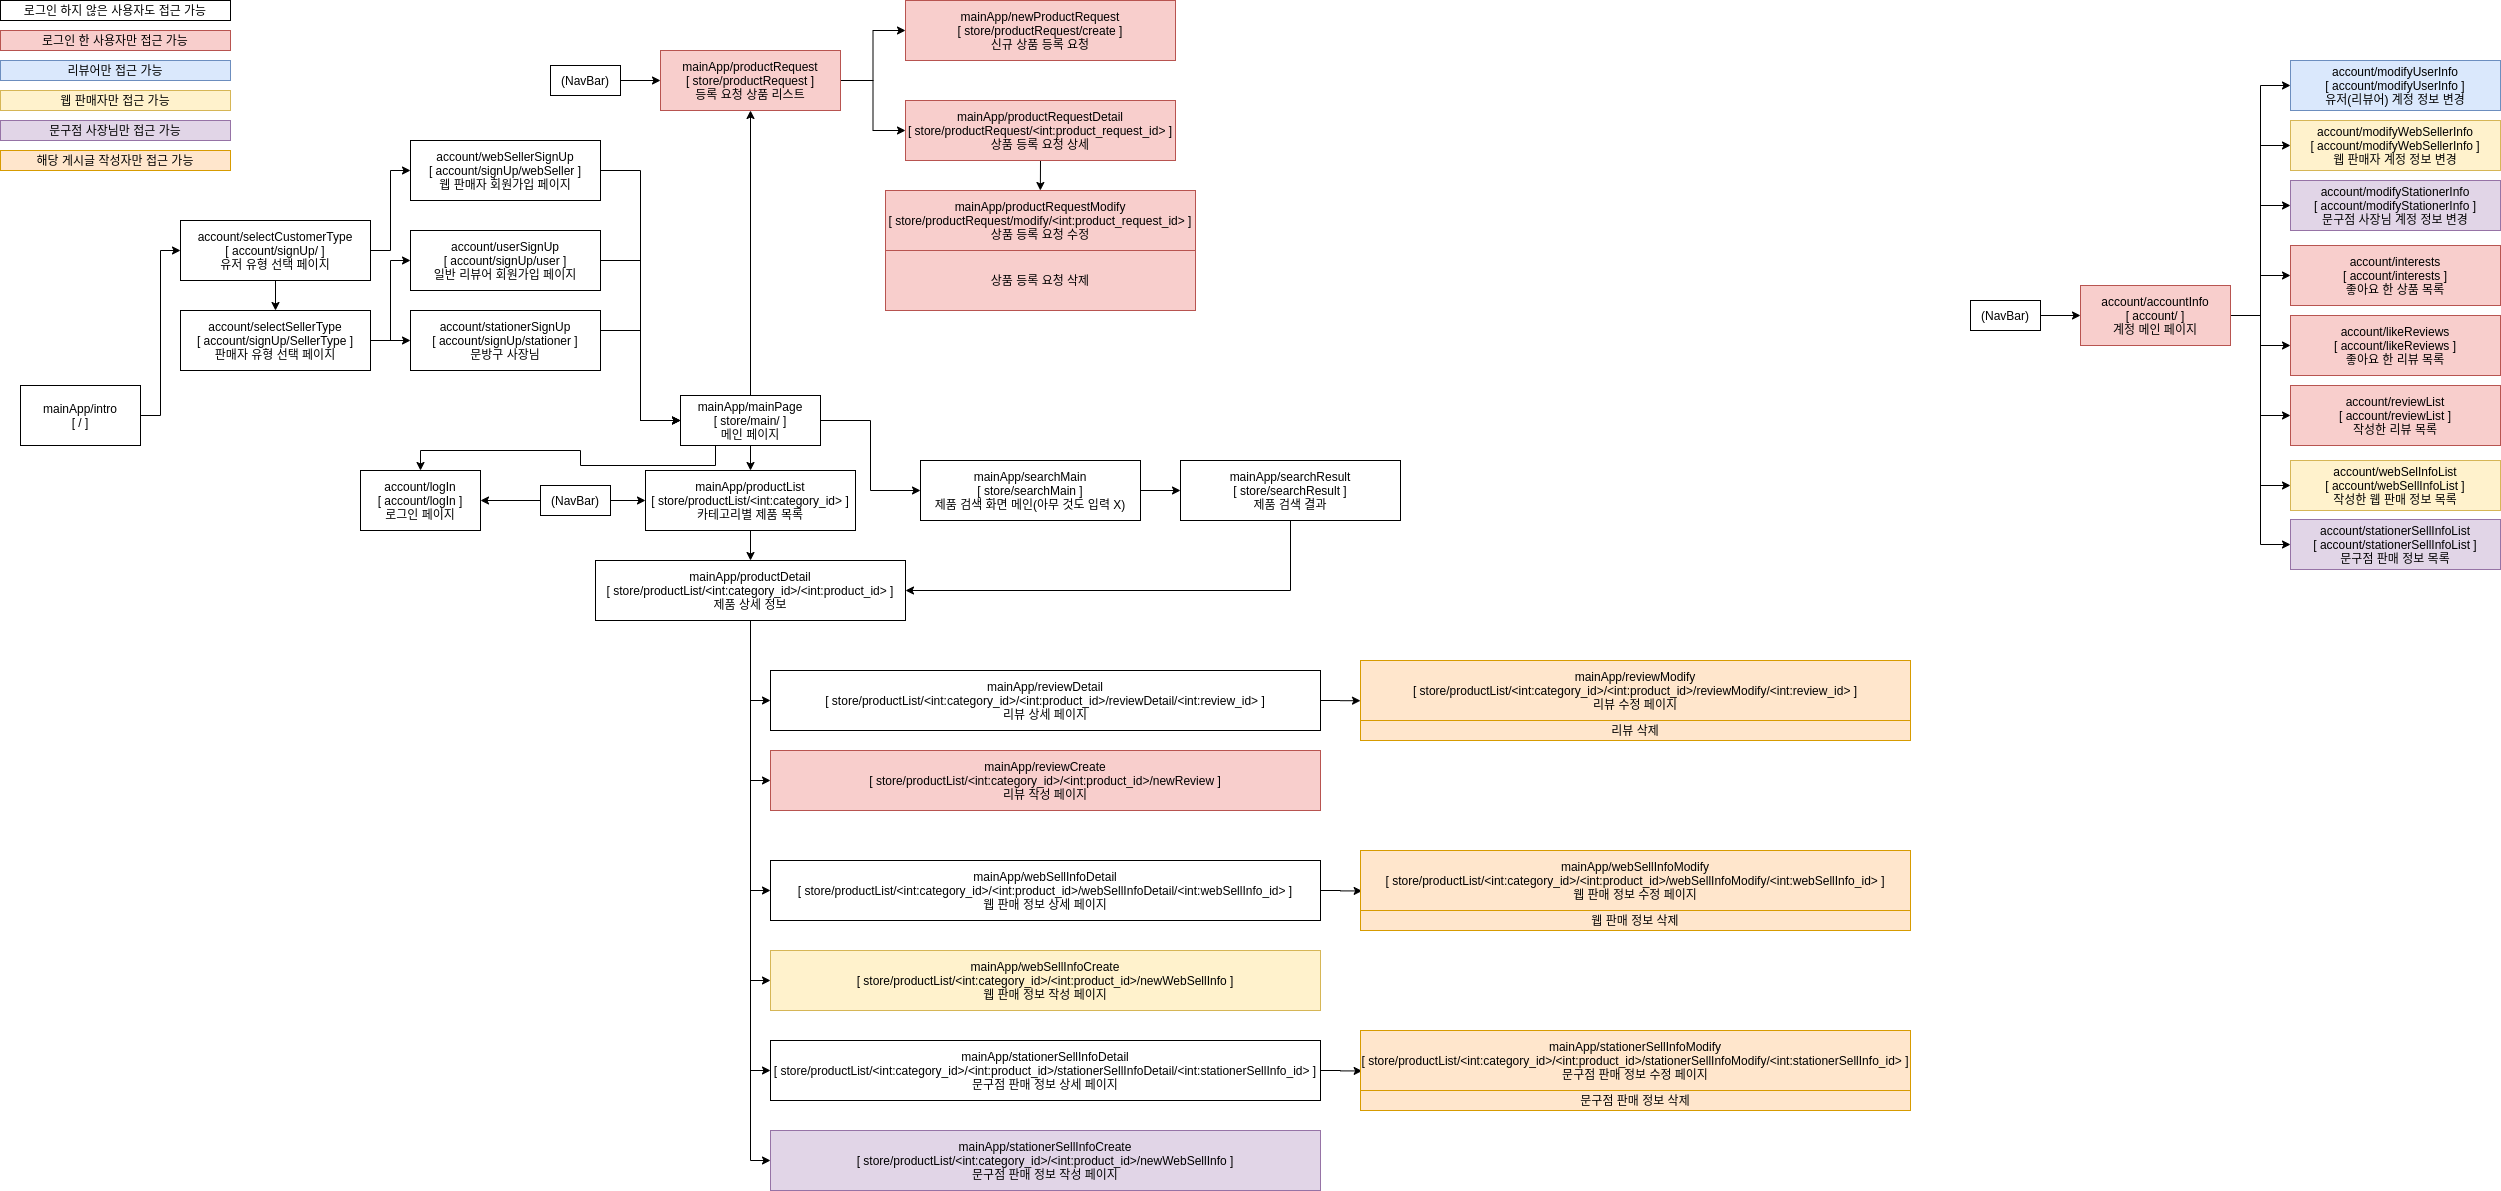 로그인 하지 않은 사용자도 접근 가능
로그인 한 사용자만 접근 가능
리뷰어만 접근 가능
웹 판매자만 접근 가능
문구점 사장님만 접근 가능
해당 게시글 작성자만 접근 가능
mainApp/intro
[ / ]
account/selectCustomerType
[ account/signUp/ ]
유저 유형 선택 페이지
account/selectSellerType
[ account/signUp/SellerType ]
판매자 유형 선택 페이지
account/webSellerSignUp
[ account/signUp/webSeller ]
웹 판매자 회원가입 페이지
account/userSignUp
[ account/signUp/user ]
일반 리뷰어 회원가입 페이지
account/stationerSignUp
[ account/signUp/stationer ]
문방구 사장님
(NavBar)
mainApp/productRequest
[ store/productRequest ]
등록 요청 상품 리스트
mainApp/newProductRequest
[ store/productRequest/create ]
신규 상품 등록 요청
mainApp/productRequestDetail
[ store/productRequest/<int:product_request_id> ]
상품 등록 요청 상세
mainApp/productRequestModify
[ store/productRequest/modify/<int:product_request_id> ]
상품 등록 요청 수정
상품 등록 요청 삭제
mainApp/mainPage
[ store/main/ ]
메인 페이지
account/logIn
[ account/logIn ]
로그인 페이지
(NavBar)
mainApp/productList
[ store/productList/<int:category_id> ]
카테고리별 제품 목록
mainApp/searchMain
[ store/searchMain ]
제품 검색 화면 메인(아무 것도 입력 X)
mainApp/searchResult
[ store/searchResult ]
제품 검색 결과
mainApp/productDetail
[ store/productList/<int:category_id>/<int:product_id> ]
제품 상세 정보
mainApp/reviewDetail
[ store/productList/<int:category_id>/<int:product_id>/reviewDetail/<int:review_id> ]
리뷰 상세 페이지
mainApp/reviewModify
[ store/productList/<int:category_id>/<int:product_id>/reviewModify/<int:review_id> ]
리뷰 수정 페이지
리뷰 삭제
mainApp/reviewCreate
[ store/productList/<int:category_id>/<int:product_id>/newReview ]
리뷰 작성 페이지
mainApp/webSellInfoDetail
[ store/productList/<int:category_id>/<int:product_id>/webSellInfoDetail/<int:webSellInfo_id> ]
웹 판매 정보 상세 페이지
mainApp/webSellInfoModify
[ store/productList/<int:category_id>/<int:product_id>/webSellInfoModify/<int:webSellInfo_id> ]
웹 판매 정보 수정 페이지
웹 판매 정보 삭제
mainApp/webSellInfoCreate
[ store/productList/<int:category_id>/<int:product_id>/newWebSellInfo ]
웹 판매 정보 작성 페이지
mainApp/stationerSellInfoDetail
[ store/productList/<int:category_id>/<int:product_id>/stationerSellInfoDetail/<int:stationerSellInfo_id> ]
문구점 판매 정보 상세 페이지
mainApp/stationerSellInfoModify
[ store/productList/<int:category_id>/<int:product_id>/stationerSellInfoModify/<int:stationerSellInfo_id> ]
문구점 판매 정보 수정 페이지
문구점 판매 정보 삭제
mainApp/stationerSellInfoCreate
[ store/productList/<int:category_id>/<int:product_id>/newWebSellInfo ]
문구점 판매 정보 작성 페이지
(NavBar)
account/accountInfo
[ account/ ]
계정 메인 페이지
account/modifyUserInfo
[ account/modifyUserInfo ]
유저(리뷰어) 계정 정보 변경
account/modifyWebSellerInfo
[ account/modifyWebSellerInfo ]
웹 판매자 계정 정보 변경
account/modifyStationerInfo
[ account/modifyStationerInfo ]
문구점 사장님 계정 정보 변경
account/interests
[ account/interests ]
좋아요 한 상품 목록
account/likeReviews
[ account/likeReviews ]
좋아요 한 리뷰 목록
account/reviewList
[ account/reviewList ]
작성한 리뷰 목록
account/webSellInfoList
[ account/webSellInfoList ]
작성한 웹 판매 정보 목록
account/stationerSellInfoList
[ account/stationerSellInfoList ]
문구점 판매 정보 목록